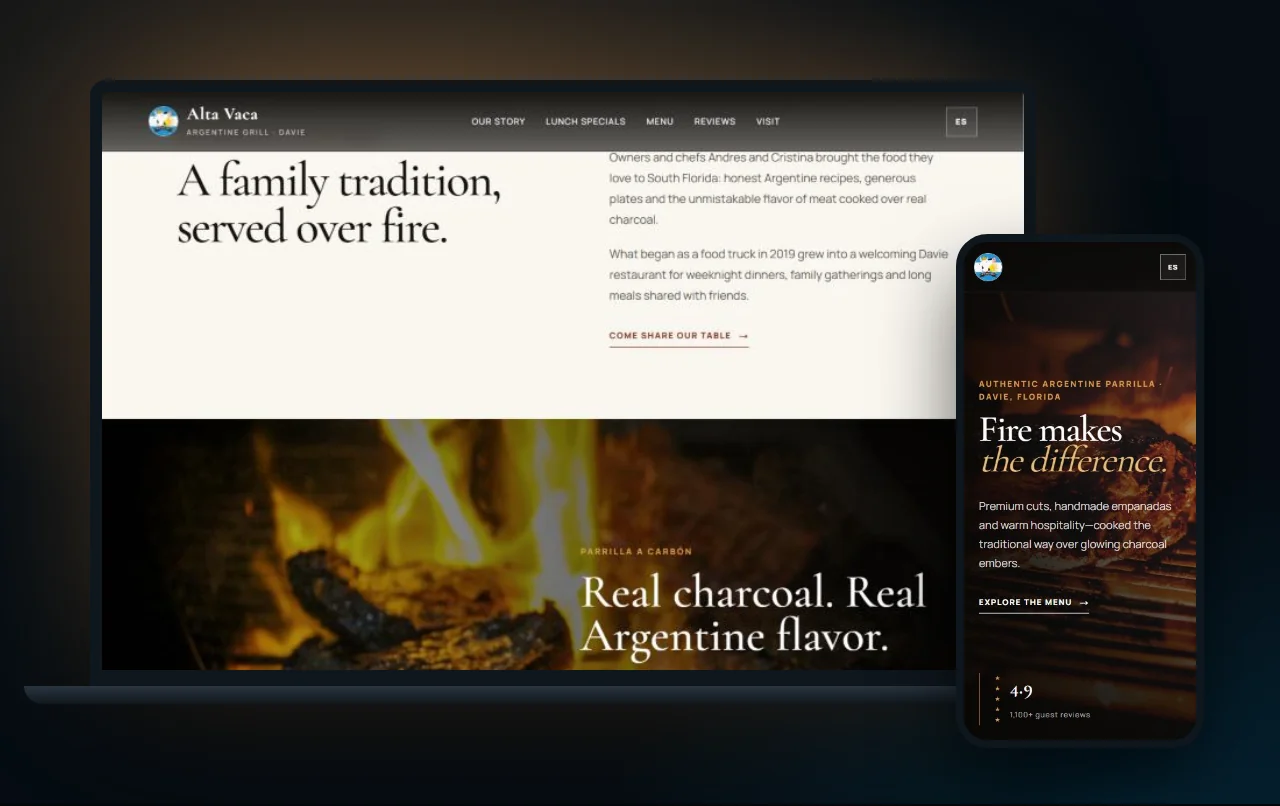 Alta Vaca
ARGENTINE GRILL · DAVIE
OUR STORY
LUNCH SPECIALS
MENU
REVIEWS
VISIT
ES
A family tradition,
served over fire.
Owners and chefs Andres and Cristina brought the food they
love to South Florida: honest Argentine recipes, generous
plates and the unmistakable flavor of meat cooked over real
charcoal.
What began as a food truck in 2019 grew into a welcoming Davie
restaurant for weeknight dinners, family gatherings and long
meals shared with friends.
COME SHARE OUR TABLE →
PARRILLA A CARBÓN
Real charcoal. Real
Argentine flavor.
ES
AUTHENTIC ARGENTINE PARRILLA ·
DAVIE, FLORIDA
Fire makes
the difference.
Premium cuts, handmade empanadas
and warm hospitality—cooked the
traditional way over glowing charcoal
embers.
EXPLORE THE MENU →
4.9
1,100+ guest reviews